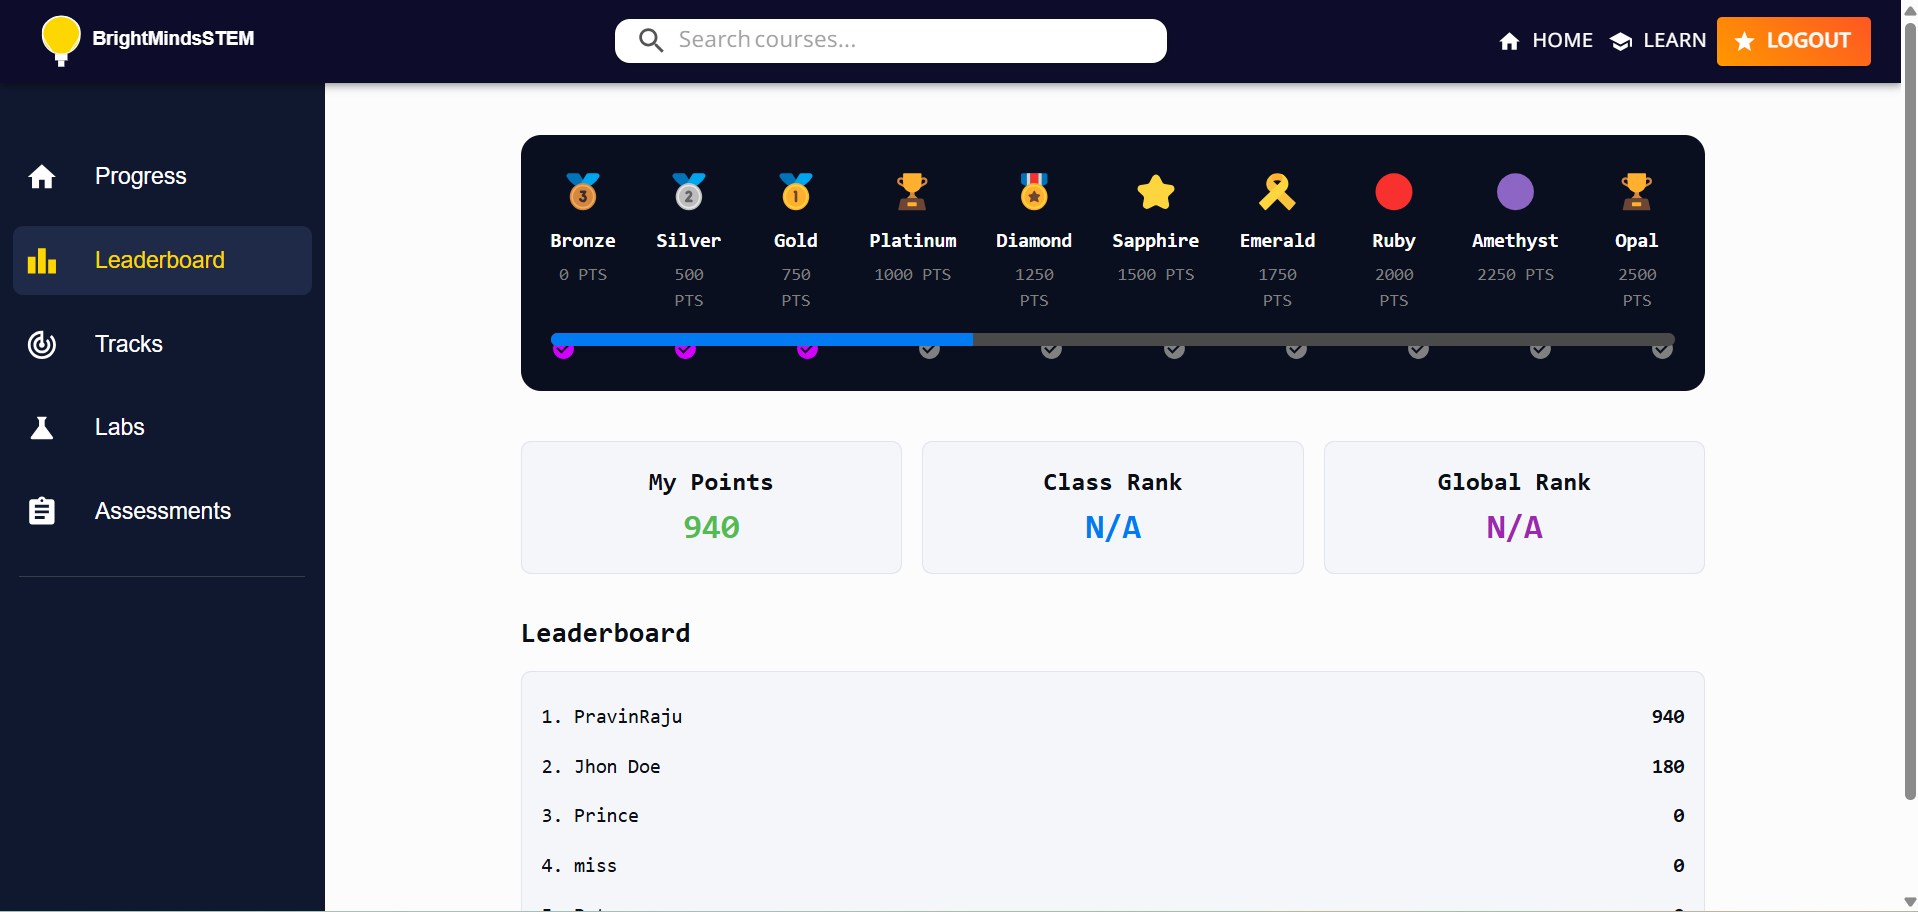 BrightMindsSTEM
Search courses...
HOME
LEARN
LOGOUT
Progress
Leaderboard
Tracks
Labs
Assessments
3 2 1
Bronze Silver Gold Platinum Diamond Sapphire Emerald Ruby Amethyst Opal
0 PTS 500 PTS 750 PTS 1000 PTS 1250 PTS 1500 PTS 1750 PTS 2000 PTS 2250 PTS 2500 PTS
My Points
940
Class Rank
N/A
Global Rank
N/A
Leaderboard
1. PravinRaju 940
2. Jhon Doe 180
3. Prince 0
4. miss 0